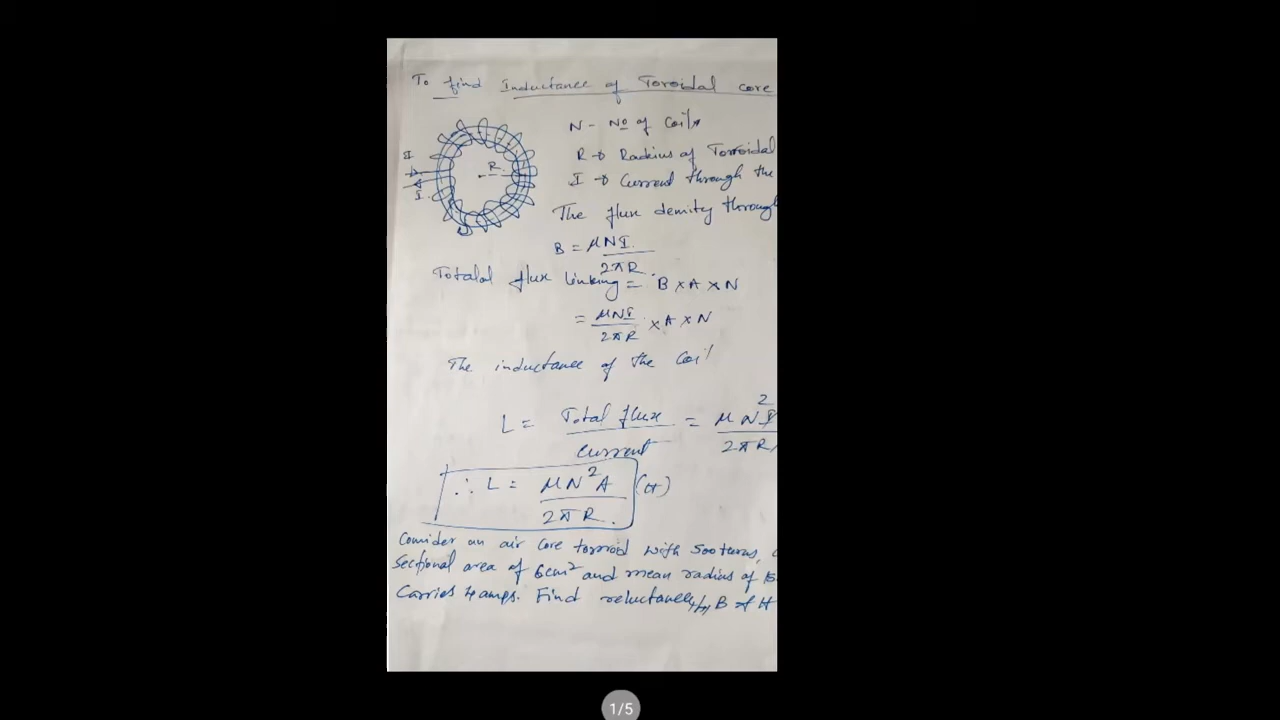 To find Inductance of Toroidal core
N - No of Coils
R → Radius of Torroidal
I → Current through the
I
R
I
The flux density through
B = μNI / 2πR.
Totalal flux linking = B × A × N
= μNI / 2πR × A × N
The inductance of the Coil
L = Total flux / Current = μN²I / 2πR
∴ L = μN²A / 2πR. (H)
Consider an air core toroid with 500 turns,
Sectional area of 6cm² and mean radius of 15
Carries 4 amps. Find reluctance, B & H
1/5